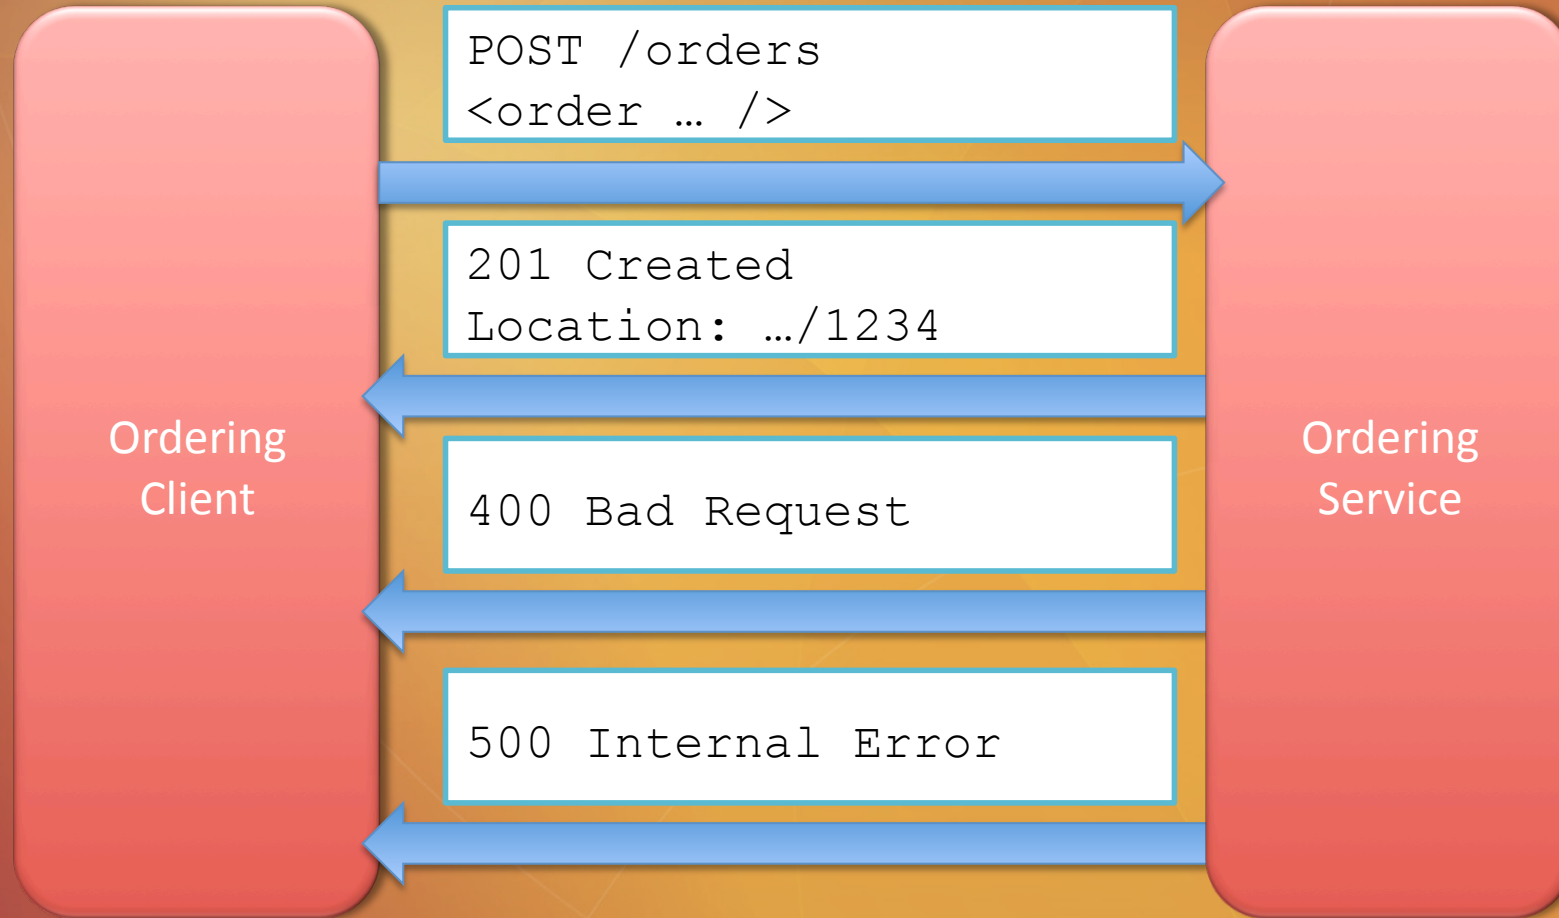 POST /orders
<order … />
201 Created
Location: …/1234
Ordering
Client
400 Bad Request
Ordering
Service
500 Internal Error